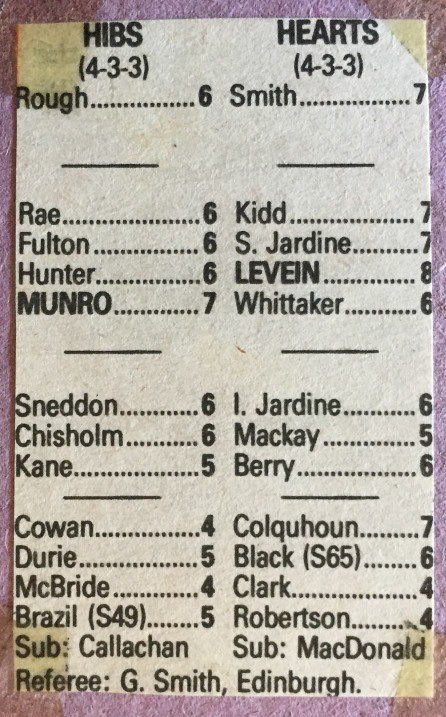 HIBS HEARTS
(4-3-3) (4-3-3)
Rough................6 Smith.................7
Rae....................6 Kidd....................7
Fulton................6 S. Jardine...........7
Hunter................6 LEVEIN..............8
MUNRO.............7 Whittaker............6
Sneddon............6 I. Jardine............6
Chisholm............6 Mackay...............5
Kane...................5 Berry...................6
Cowan................4 Colquhoun.........7
Durie...................5 Black (S65).........6
McBride..............4 Clark....................4
Brazil (S49).........5 Robertson...........4
Sub: Callachan Sub: MacDonald
Referee: G. Smith, Edinburgh.